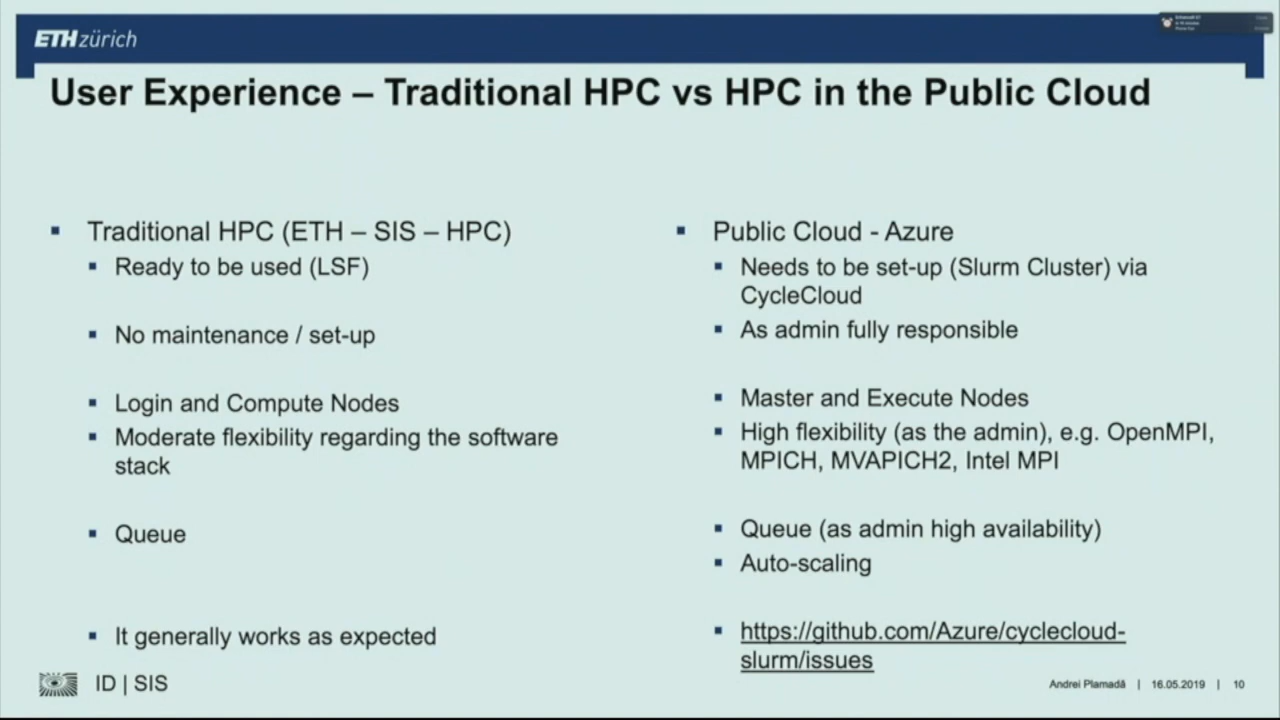 ETH zürich
User Experience – Traditional HPC vs HPC in the Public Cloud
Traditional HPC (ETH – SIS – HPC)
Ready to be used (LSF)
No maintenance / set-up
Login and Compute Nodes
Moderate flexibility regarding the software
stack
Queue
It generally works as expected
Public Cloud - Azure
Needs to be set-up (Slurm Cluster) via
CycleCloud
As admin fully responsible
Master and Execute Nodes
High flexibility (as the admin), e.g. OpenMPI,
MPICH, MVAPICH2, Intel MPI
Queue (as admin high availability)
Auto-scaling
https://github.com/Azure/cyclecloud-
slurm/issues
ID | SIS
Andrei Plamadă | 16.05.2019 | 10